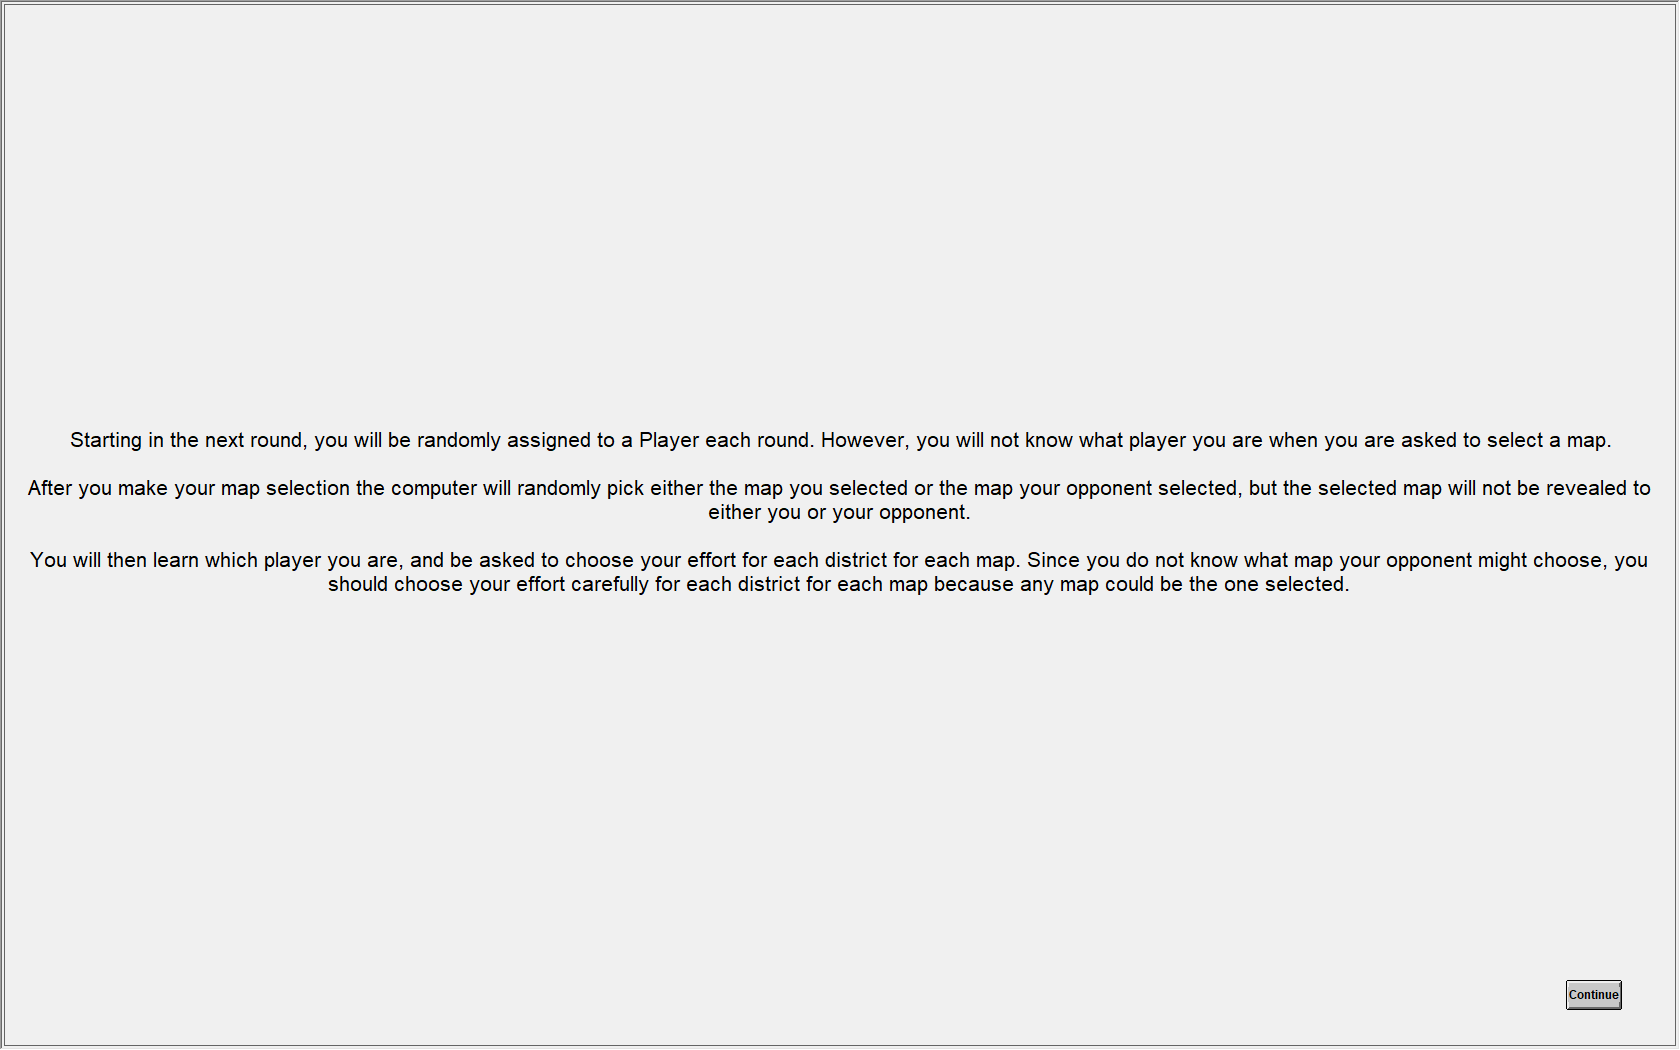 Starting in the next round, you will be randomly assigned to a Player each round. However, you will not know what player you are when you are asked to select a map.
After you make your map selection the computer will randomly pick either the map you selected or the map your opponent selected, but the selected map will not be revealed to
either you or your opponent.
You will then learn which player you are, and be asked to choose your effort for each district for each map. Since you do not know what map your opponent might choose, you
should choose your effort carefully for each district for each map because any map could be the one selected.
Continue